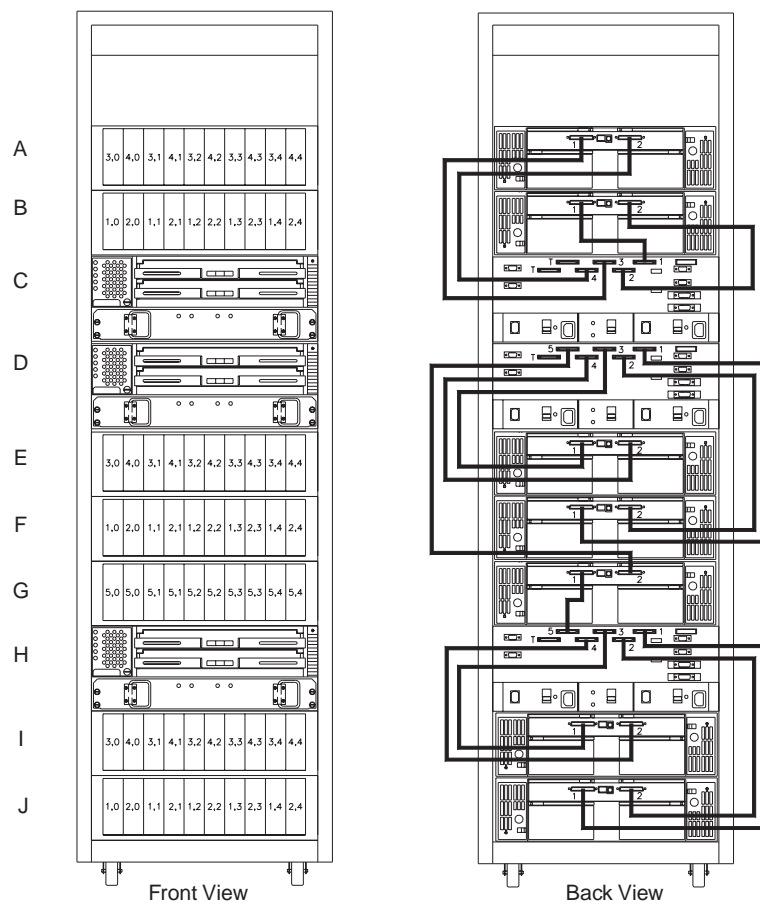 A
3,0 4,0 3,1 4,1 3,2 4,2 3,3 4,3 3,4 4,4
B
1,0 2,0 1,1 2,1 1,2 2,2 1,3 2,3 1,4 2,4
C
D
E
3,0 4,0 3,1 4,1 3,2 4,2 3,3 4,3 3,4 4,4
F
1,0 2,0 1,1 2,1 1,2 2,2 1,3 2,3 1,4 2,4
G
5,0 5,0 5,1 5,1 5,2 5,2 5,3 5,3 5,4 5,4
H
I
3,0 4,0 3,1 4,1 3,2 4,2 3,3 4,3 3,4 4,4
J
1,0 2,0 1,1 2,1 1,2 2,2 1,3 2,3 1,4 2,4
Front View
1 2
1 2
T 3 1
T 4 2
5 3 1
T 4 2
1 2
1 2
1 2
5 3 1
T 4 2
1 2
1 2
Back View